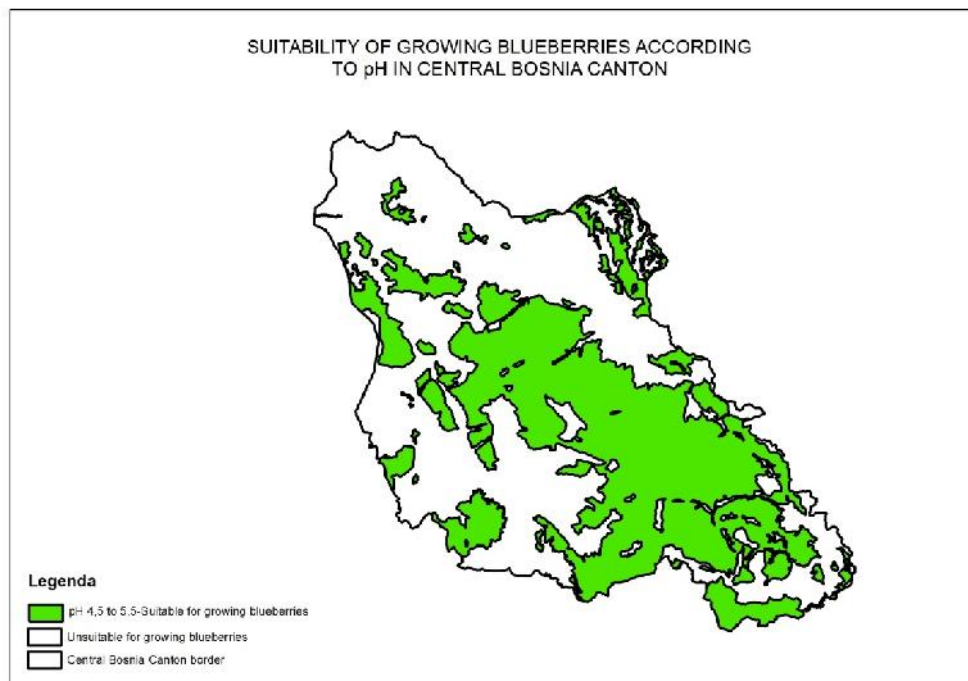 SUITABILITY OF GROWING BLUEBERRIES ACCORDING
TO pH IN CENTRAL BOSNIA CANTON
Legenda
pH 4,5 to 5.5-Suitable for growing blueberries
Unsuitable for growing blueberries
Central Bosnia Canton border